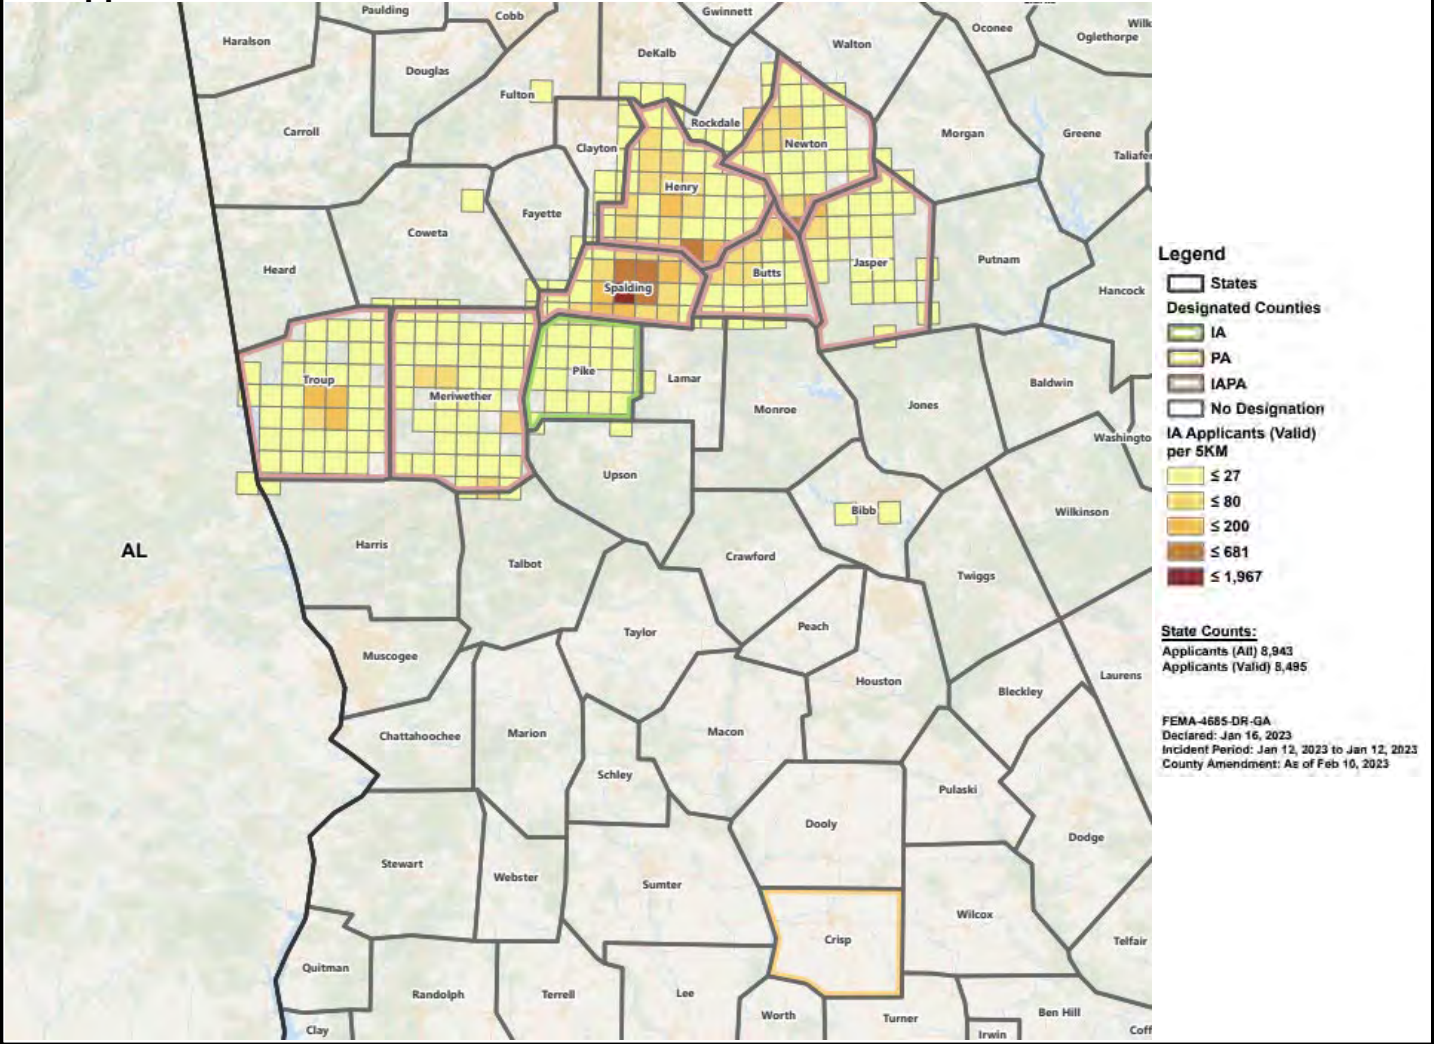 Paulding
Cobb
Gwinnett
Haralson
DeKalb
Walton
Oconee
Wilk
Oglethorpe
Douglas
Fulton
Carroll
Rockdale
Clayton
Newton
Morgan
Greene
Taliafer
Henry
Fayette
Coweta
Heard
Butts
Jasper
Putnam
Hancock
Spalding
Troup
Meriwether
Pike
Lamar
Monroe
Jones
Baldwin
Washingto
Upson
Bibb
Wilkinson
AL
Harris
Talbot
Crawford
Twiggs
Taylor
Peach
Muscogee
Houston
Bleckley
Laurens
Chattahoochee
Marion
Macon
Schley
Pulaski
Dooly
Dodge
Stewart
Webster
Sumter
Wilcox
Crisp
Telfair
Quitman
Randolph
Terrell
Lee
Worth
Turner
Ben Hill
Clay
Irwin
Coff
Legend
States
Designated Counties
IA
PA
IAPA
No Designation
IA Applicants (Valid)
per 5KM
≤ 27
≤ 80
≤ 200
≤ 681
≤ 1,967
State Counts:
Applicants (All) 8,943
Applicants (Valid) 8,495
FEMA-4685-DR-GA
Declared: Jan 16, 2023
Incident Period: Jan 12, 2023 to Jan 12, 2023
County Amendment: As of Feb 10, 2023